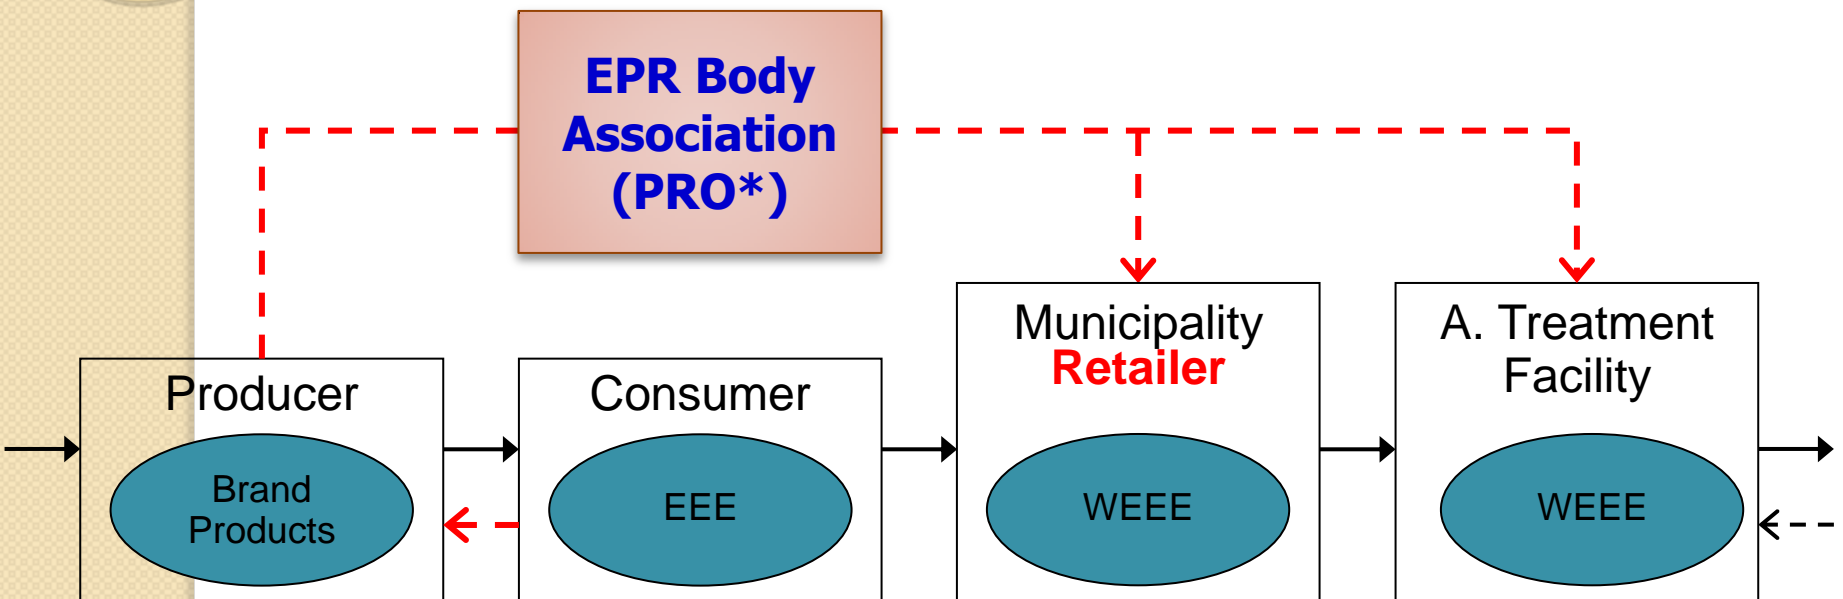 EPR Body
Association
(PRO*)
Producer
Brand
Products
Consumer
EEE
Municipality
Retailer
WEEE
A. Treatment
Facility
WEEE